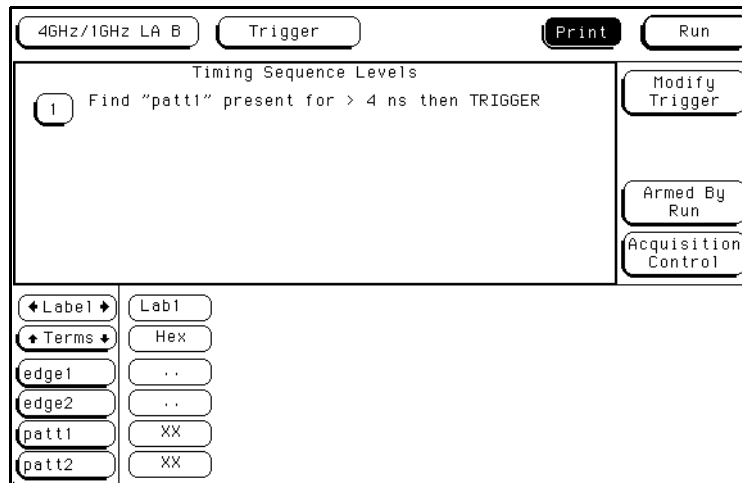 4GHz/1GHz LA B Trigger Print Run
Timing Sequence Levels
1 Find "patt1" present for > 4 ns then TRIGGER
Modify
Trigger
Armed By
Run
Acquisition
Control
Label Lab1
Terms Hex
edge1 ..
edge2 ..
patt1 XX
patt2 XX